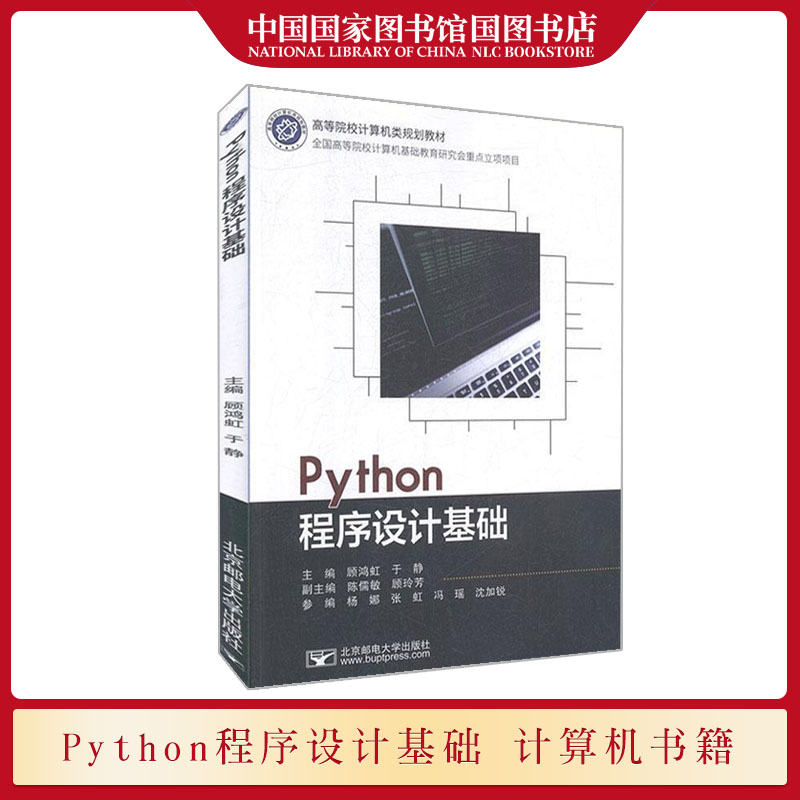 中国国家图书馆国图书店
NATIONAL LIBRARY OF CHINA NLC BOOKSTORE
高等院校计算机类规划教材
全国高等院校计算机基础教育研究会重点立项项目
Python程序设计基础
主编 顾鸿虹 于 静
北京邮电大学出版社
Python
程序设计基础
主 编 顾鸿虹 于 静
副主编 陈儒敏 顾玲芳
参 编 杨 娜 张 虹 冯 瑶 沈加锐
北京邮电大学出版社
www.buptpress.com
Python程序设计基础 计算机书籍